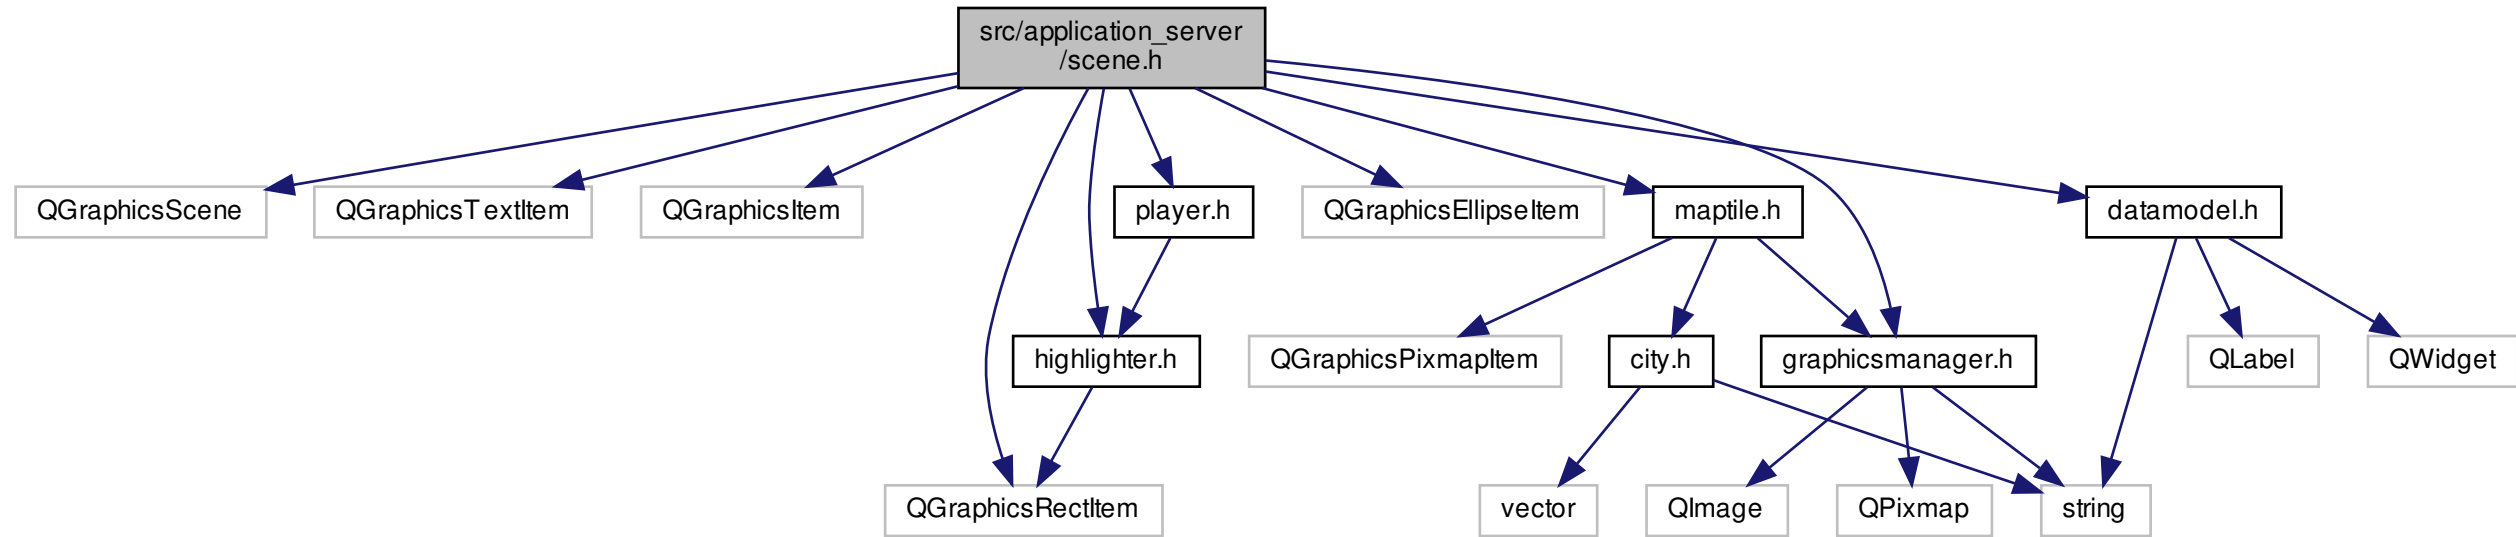 src/application_server
/scene.h
QGraphicsScene
QGraphicsTextItem
QGraphicsItem
player.h
QGraphicsEllipseItem
maptile.h
datamodel.h
highlighter.h
QGraphicsPixmapItem
city.h
graphicsmanager.h
QLabel
QWidget
QGraphicsRectItem
vector
QImage
QPixmap
string